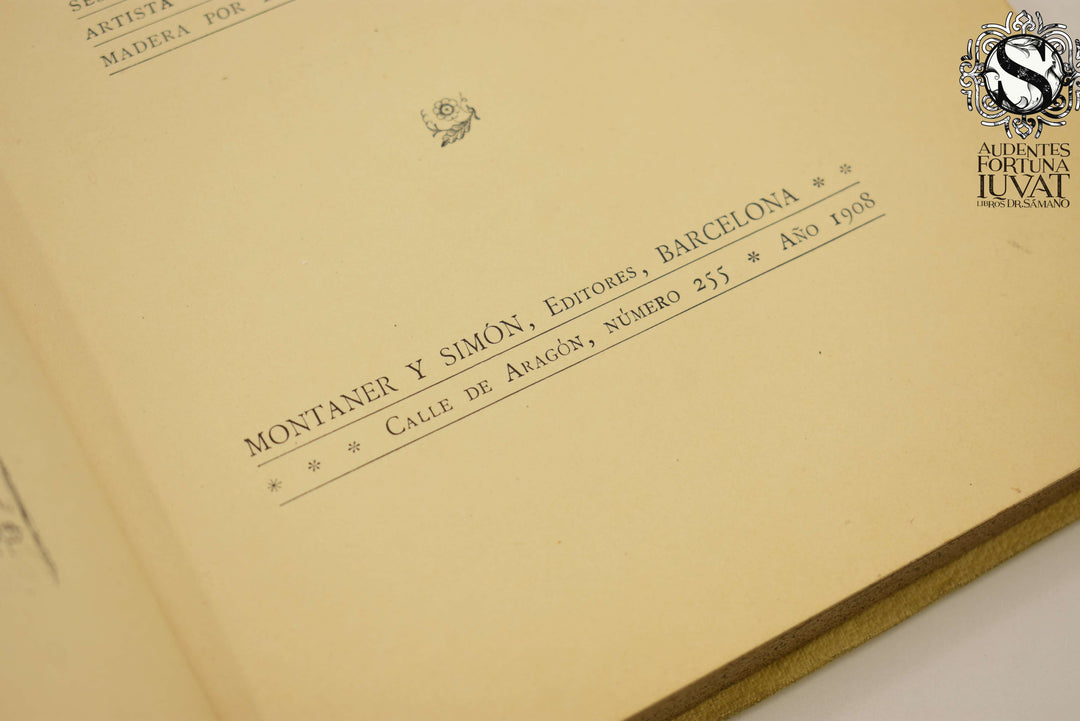 ARTISTA
MADERA POR
MONTANER Y SIMÓN, EDITORES, BARCELONA * *
* * * CALLE DE ARAGÓN, NÚMERO 255 * AÑO 1908
S
AUDENTES
FORTUNA
IUVAT
LIBROS DR. SÁMANO